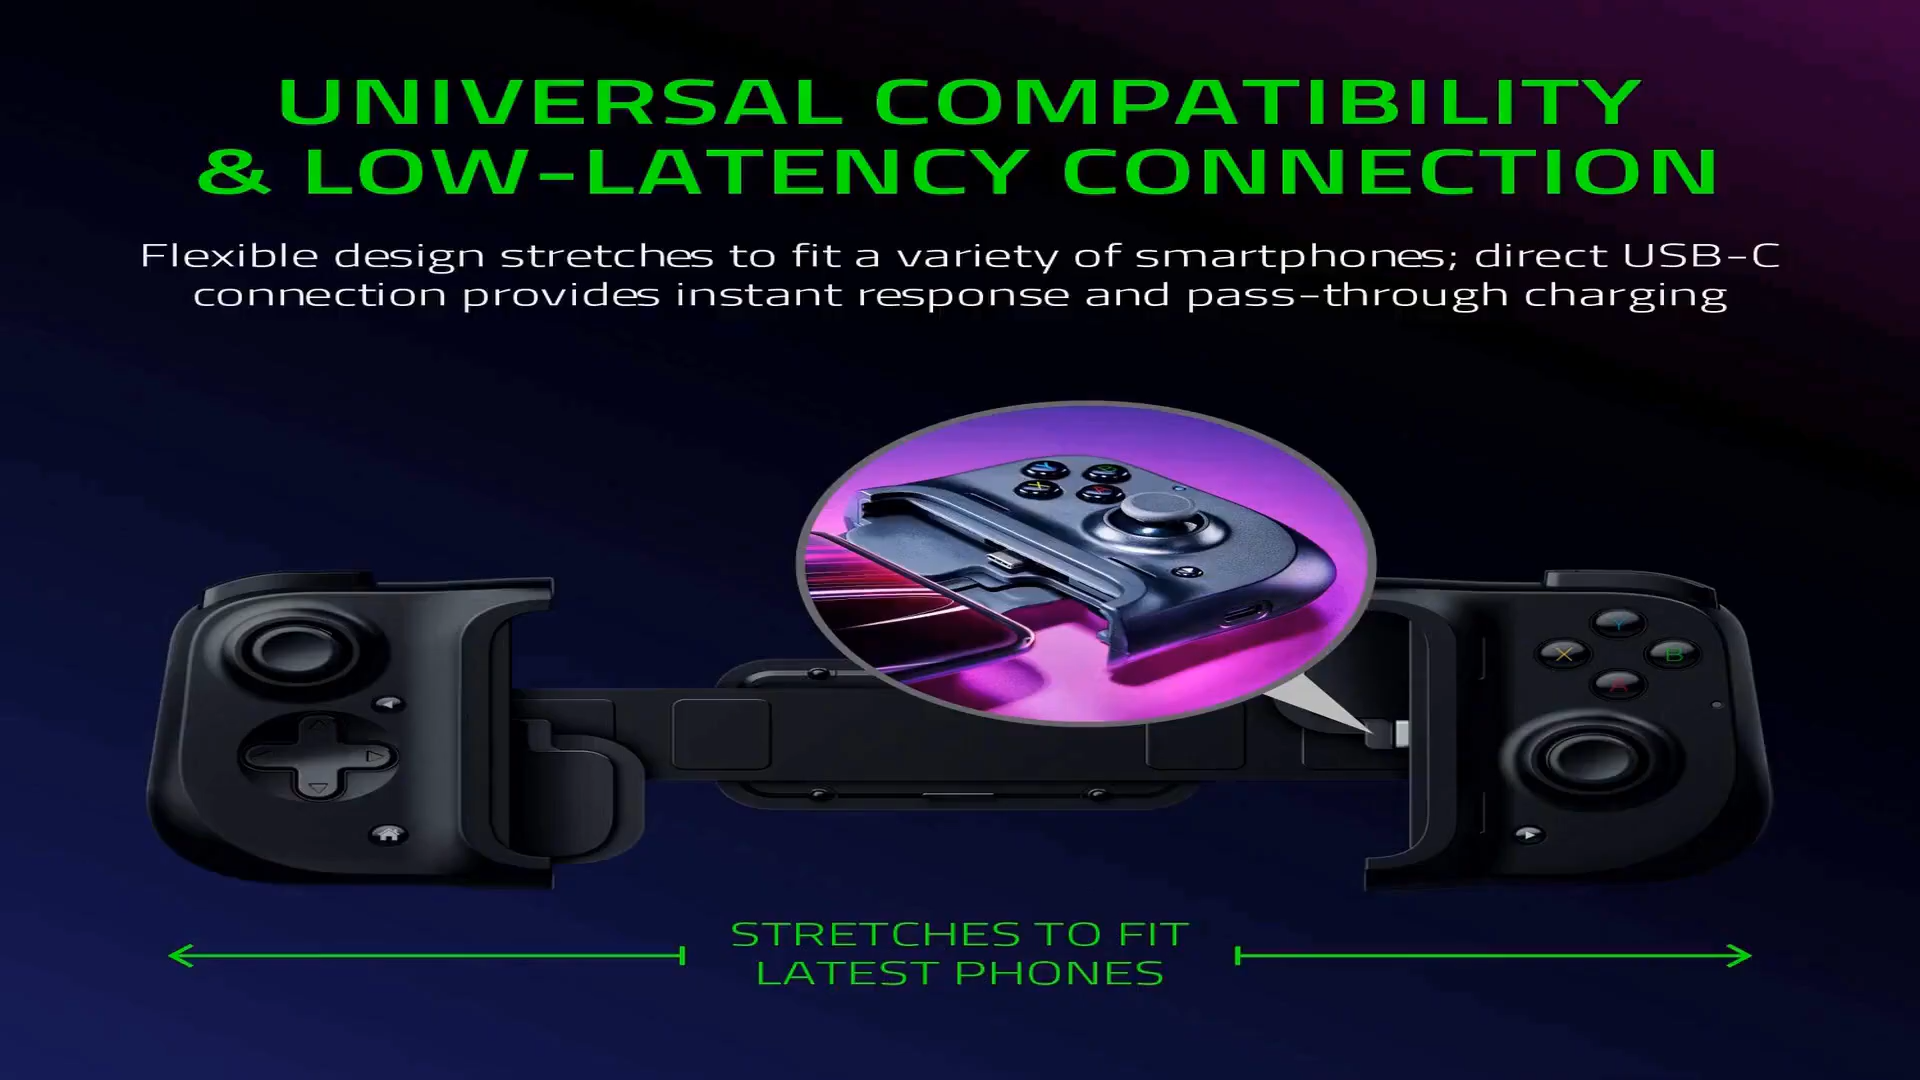 UNIVERSAL COMPATIBILITY
& LOW-LATENCY CONNECTION
Flexible design stretches to fit a variety of smartphones; direct USB-C
connection provides instant response and pass-through charging
Y
X B
A
STRETCHES TO FIT
LATEST PHONES